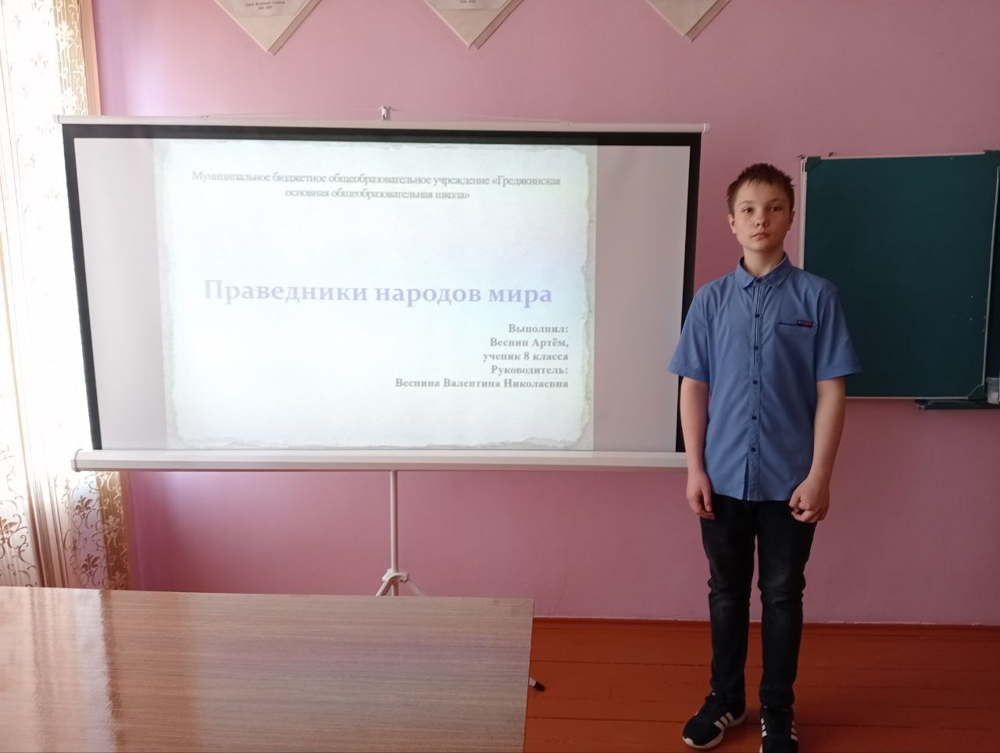 Муниципальное бюджетное общеобразовательное учреждение «Гредякинская
основная общеобразовательная школа»
Праведники народов мира
Выполнил:
Веснин Артём,
ученик 8 класса
Руководитель:
Веснина Валентина Николаевна